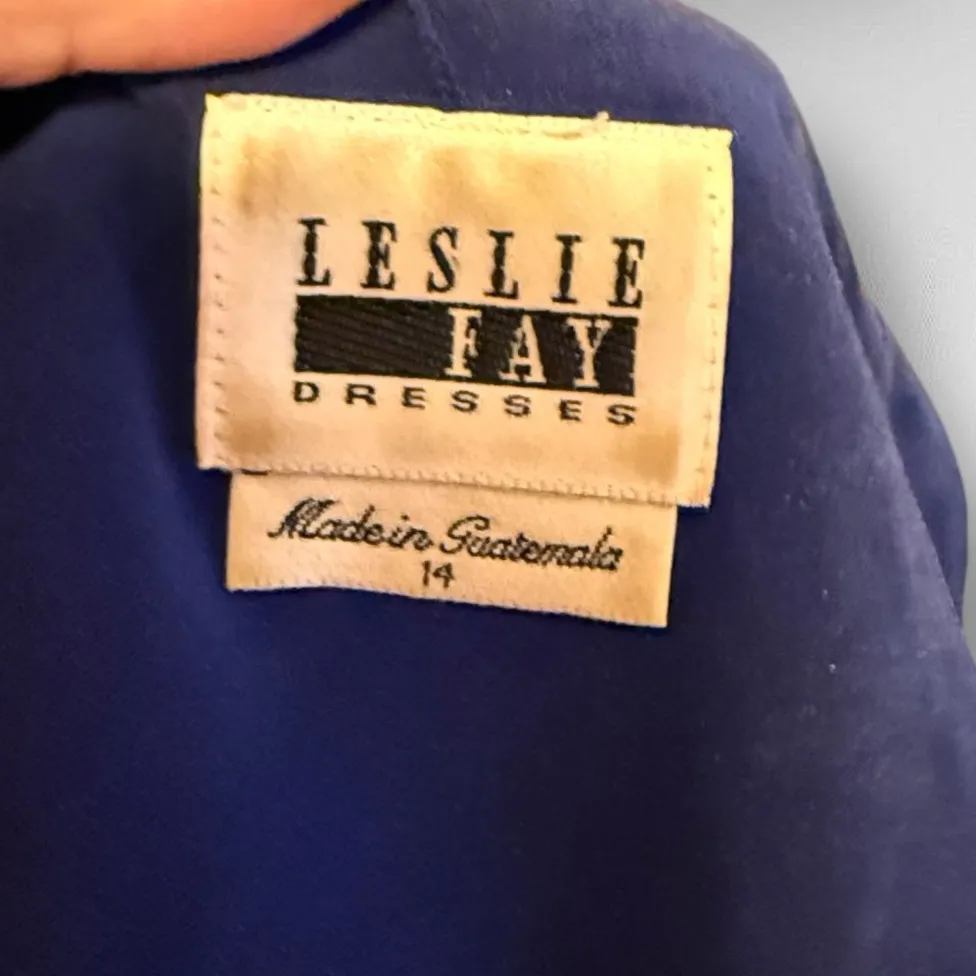 LESLIE
FAY
DRESSES
Made in Guatemala
14